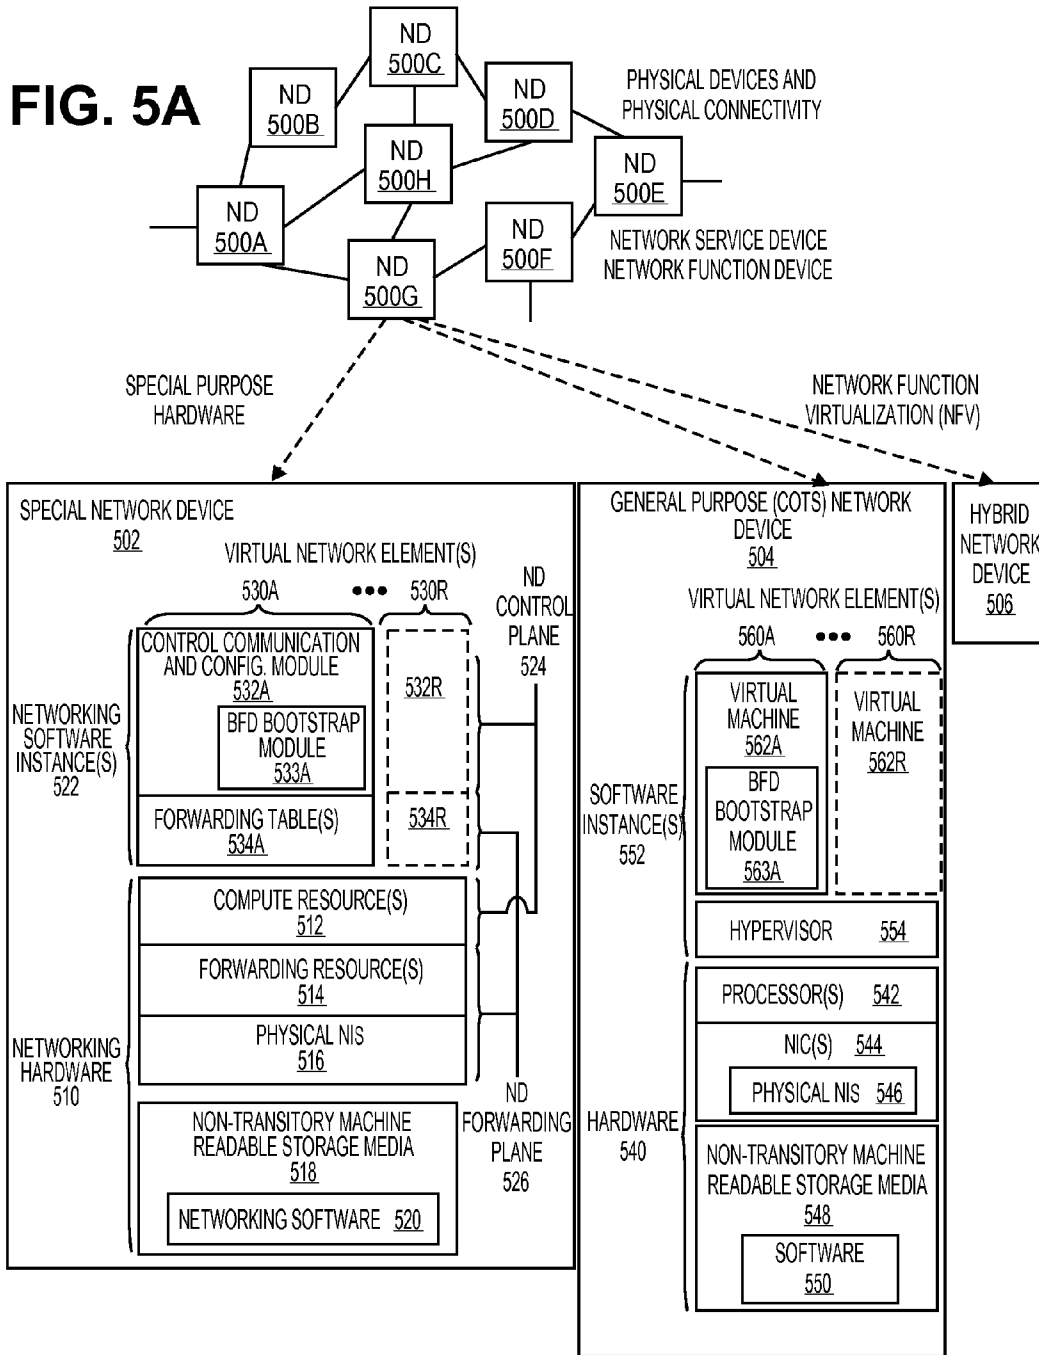 FIG. 5A
ND
500C
ND
500B
ND
500D
PHYSICAL DEVICES AND
PHYSICAL CONNECTIVITY
ND
500H
ND
500E
ND
500A
ND
500F
NETWORK SERVICE DEVICE
NETWORK FUNCTION DEVICE
ND
500G
SPECIAL PURPOSE
HARDWARE
NETWORK FUNCTION
VIRTUALIZATION (NFV)
SPECIAL NETWORK DEVICE
502
VIRTUAL NETWORK ELEMENT(S)
530A
530R
ND
CONTROL
PLANE
524
CONTROL COMMUNICATION
AND CONFIG. MODULE
532A
BFD BOOTSTRAP
MODULE
533A
532R
NETWORKING
SOFTWARE
INSTANCE(S)
522
FORWARDING TABLE(S)
534A
534R
COMPUTE RESOURCE(S)
512
FORWARDING RESOURCE(S)
514
PHYSICAL NIS
516
NETWORKING
HARDWARE
510
ND
FORWARDING
PLANE
526
NON-TRANSITORY MACHINE
READABLE STORAGE MEDIA
518
NETWORKING SOFTWARE 520
GENERAL PURPOSE (COTS) NETWORK
DEVICE
504
VIRTUAL NETWORK ELEMENT(S)
560A
560R
VIRTUAL
MACHINE
562A
BFD
BOOTSTRAP
MODULE
563A
VIRTUAL
MACHINE
562R
SOFTWARE
INSTANCE(S)
552
HYPERVISOR 554
PROCESSOR(S) 542
NIC(S) 544
PHYSICAL NIS 546
HARDWARE
540
NON-TRANSITORY MACHINE
READABLE STORAGE MEDIA
548
SOFTWARE
550
HYBRID
NETWORK
DEVICE
506